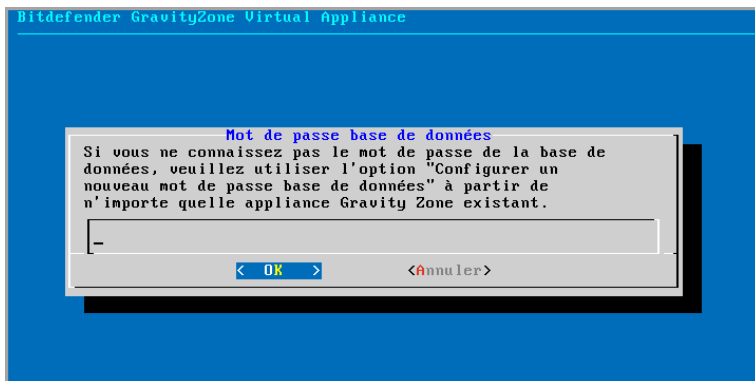 Bitdefender GravityZone Virtual Appliance
Mot de passe base de données
Si vous ne connaissez pas le mot de passe de la base de
données, veuillez utiliser l'option "Configurer un
nouveau mot de passe base de données" à partir de
n'importe quelle appliance Gravity Zone existant.
< OK > <Annuler>